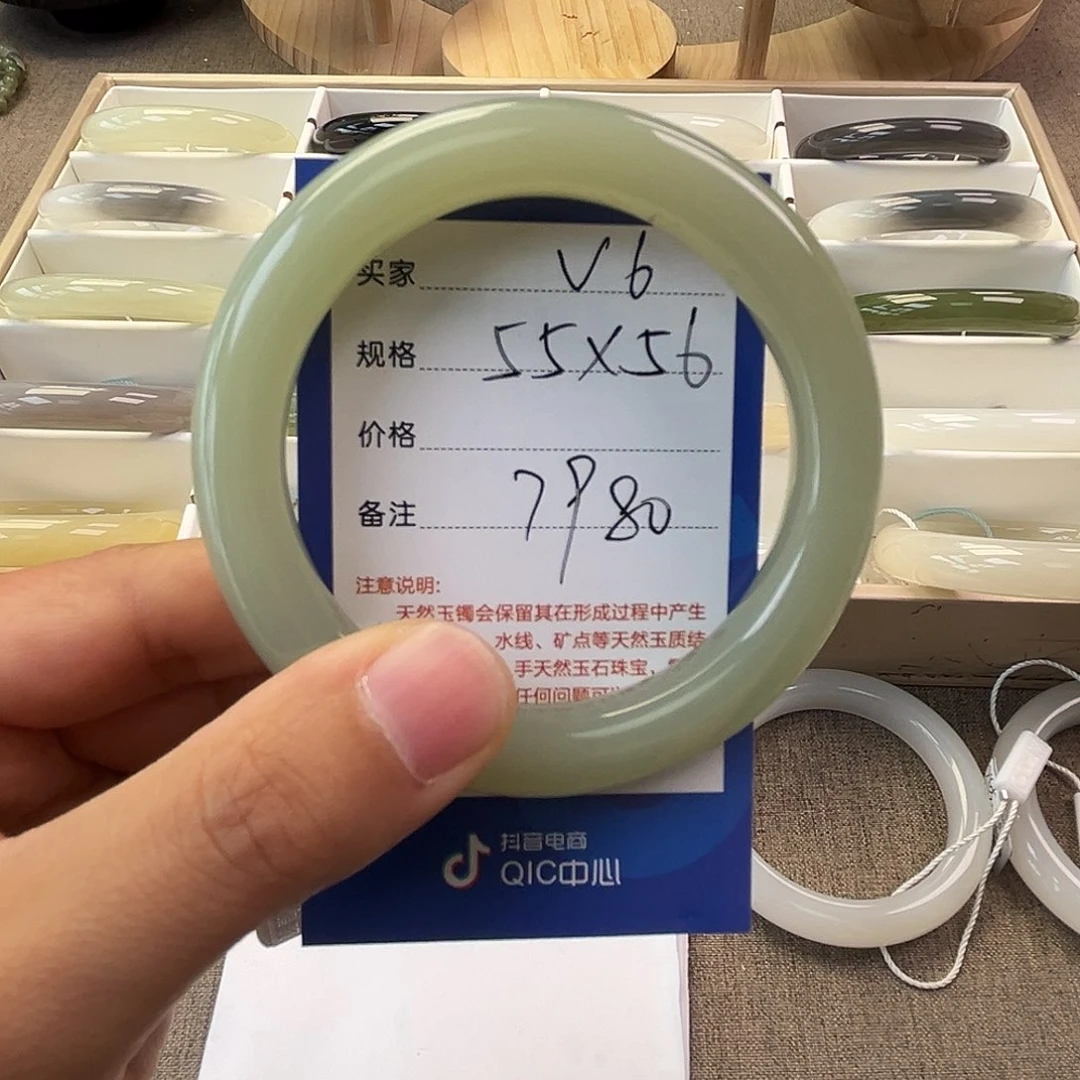 买家 V6
规格 55X56
价格
备注 7980
注意说明:
天然玉镯会保留其在形成过程中产生
水线、矿点等天然玉质结
手天然玉石珠宝,
任何问题可
抖音电商
QIC中心